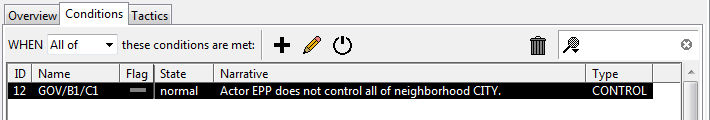 Overview Conditions Tactics
WHEN All of these conditions are met:
ID Name Flag State Narrative Type
12 GOV/B1/C1 normal Actor EPP does not control all of neighborhood CITY. CONTROL